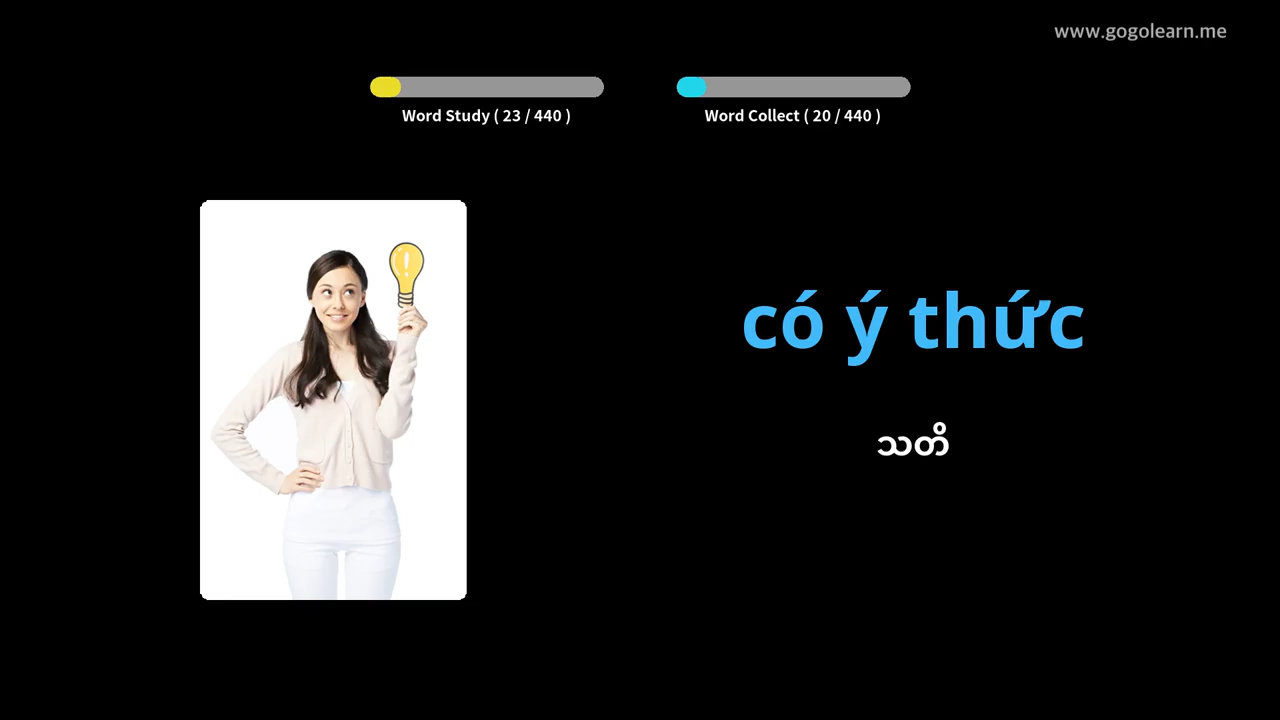 www.gogolearn.me
Word Study ( 23 / 440 )
Word Collect ( 20 / 440 )
có ý thức
သတိ